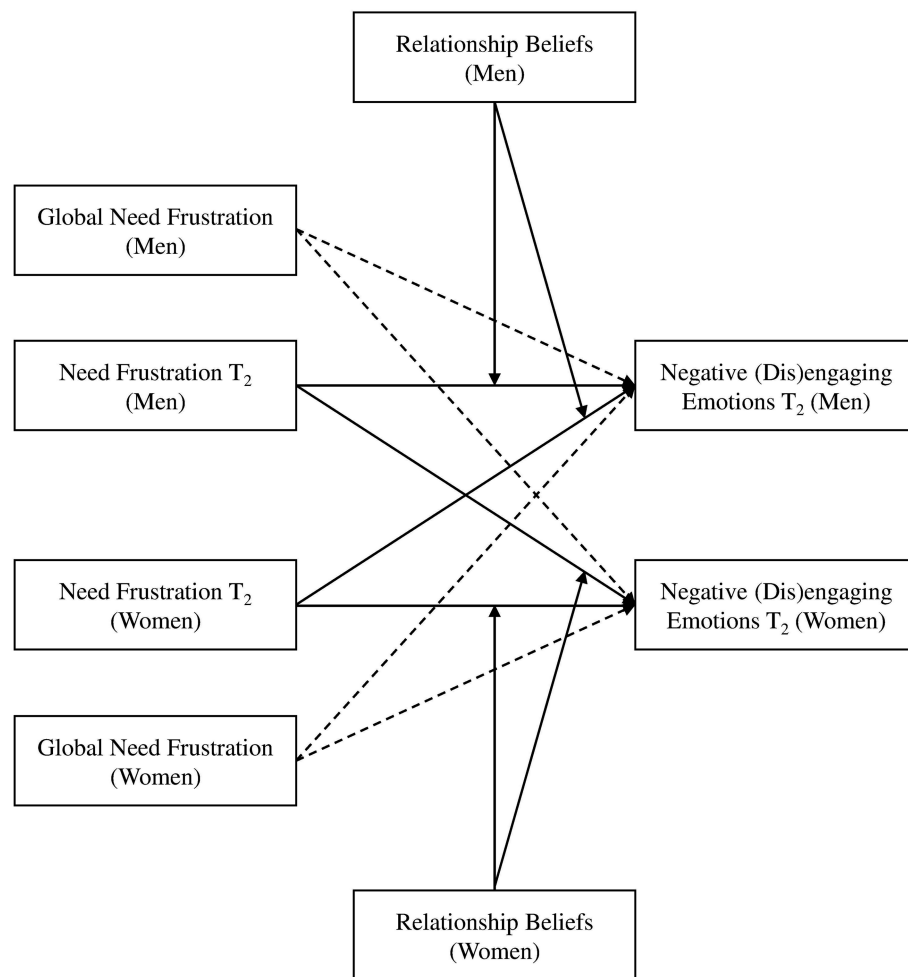 Relationship Beliefs
(Men)
Global Need Frustration
(Men)
Need Frustration T₂
(Men)
Negative (Dis)engaging
Emotions T₂ (Men)
Need Frustration T₂
(Women)
Negative (Dis)engaging
Emotions T₂ (Women)
Global Need Frustration
(Women)
Relationship Beliefs
(Women)